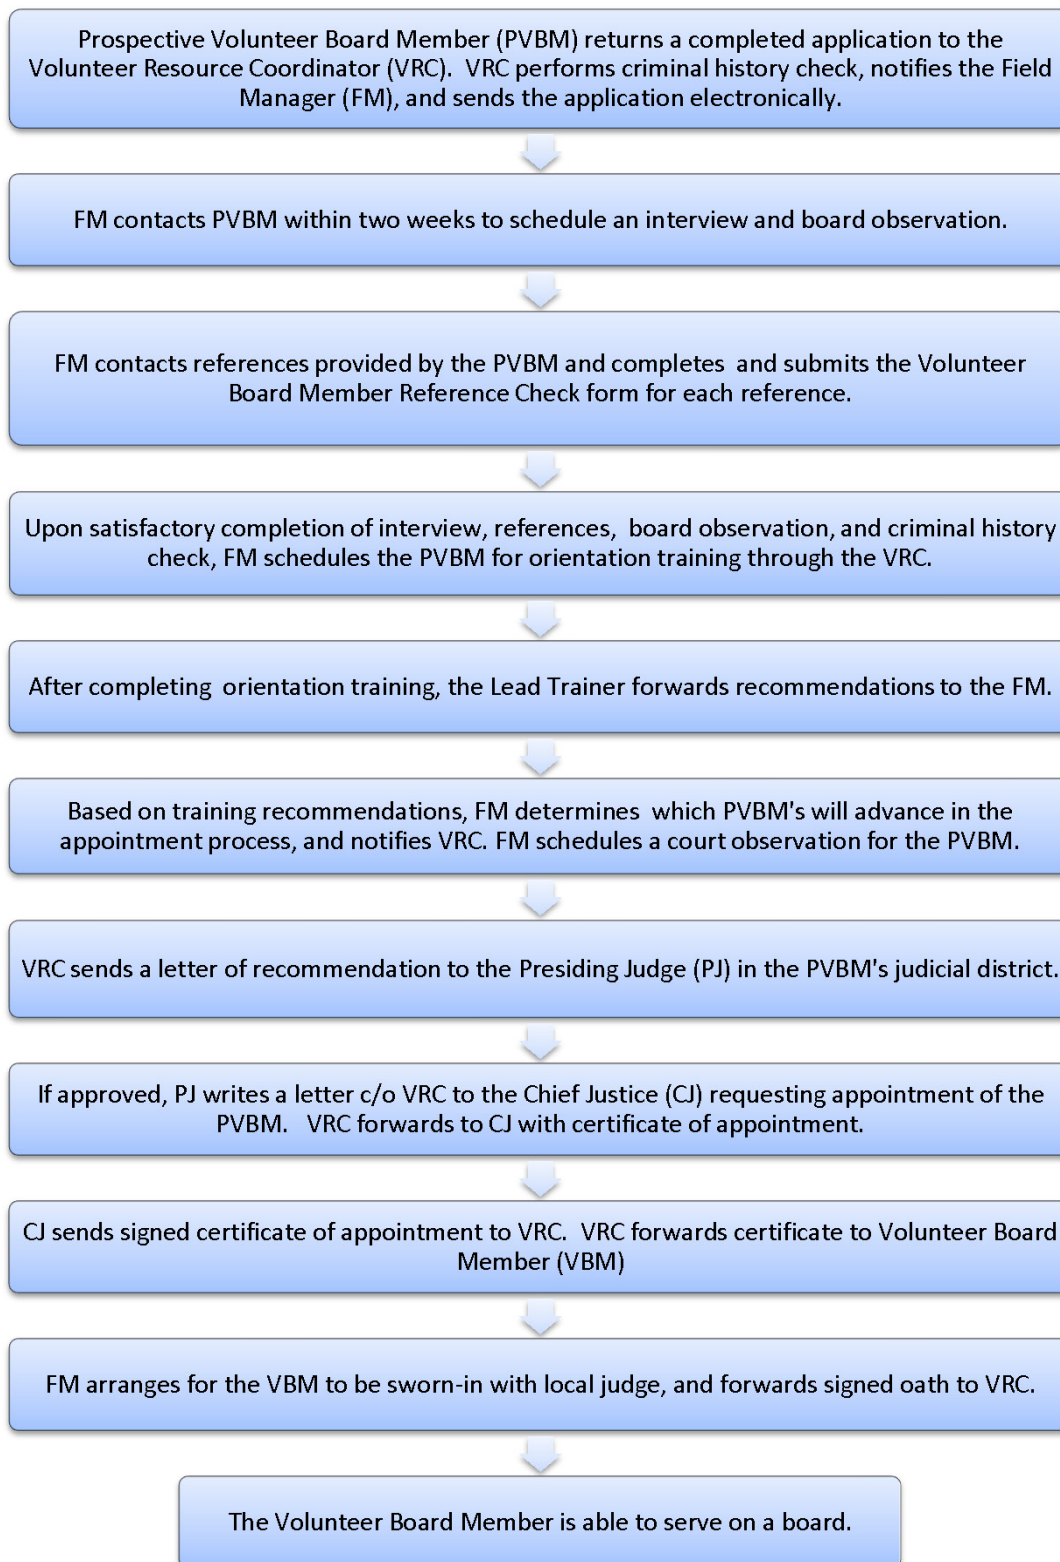 Prospective Volunteer Board Member (PVBM) returns a completed application to the
Volunteer Resource Coordinator (VRC).  VRC performs criminal history check, notifies the Field
Manager (FM), and sends the application electronically.
FM contacts PVBM within two weeks to schedule an interview and board observation.
FM contacts references provided by the PVBM and completes  and submits the Volunteer
Board Member Reference Check form for each reference.
Upon satisfactory completion of interview, references,  board observation, and criminal history
check, FM schedules the PVBM for orientation training through the VRC.
After completing  orientation training, the Lead Trainer forwards recommendations to the FM.
Based on training recommendations, FM determines  which PVBM's will advance in the
appointment process, and notifies VRC. FM schedules a court observation for the PVBM.
VRC sends a letter of recommendation to the Presiding Judge (PJ) in the PVBM's judicial district.
If approved, PJ writes a letter c/o VRC to the Chief Justice (CJ) requesting appointment of the
PVBM.   VRC forwards to CJ with certificate of appointment.
CJ sends signed certificate of appointment to VRC.  VRC forwards certificate to Volunteer Board
Member (VBM)
FM arranges for the VBM to be sworn-in with local judge, and forwards signed oath to VRC.
The Volunteer Board Member is able to serve on a board.